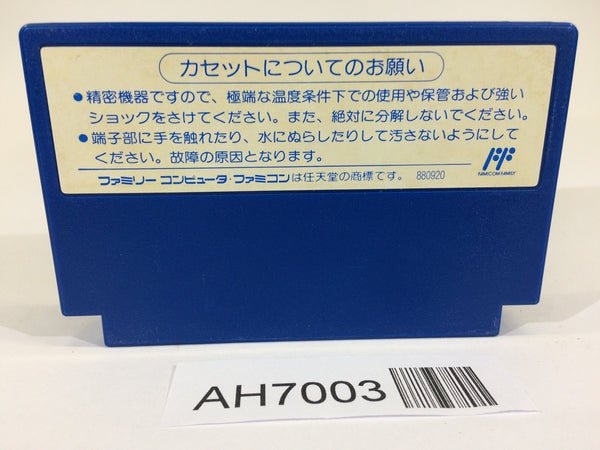 カセットについてのお願い
●精密機器ですので、極端な温度条件下での使用や保管および強い
ショックをさけてください。また、絶対に分解しないでください。
●端子部に手を触れたり、水にぬらしたりして汚さないようにして
ください。故障の原因となります。
FAMICOM FAMILY
ファミリー コンピュータ・ファミコンは任天堂の商標です。 880920
AH7003